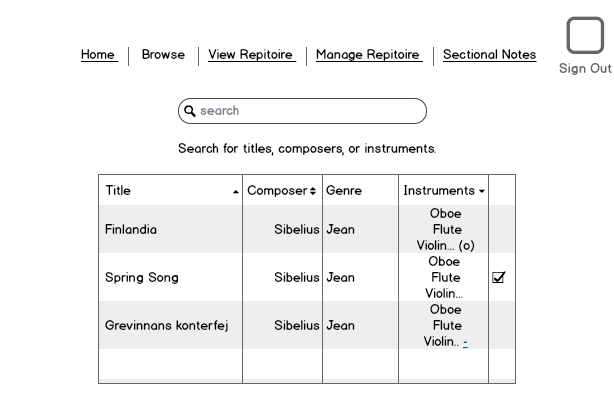 Home Browse View Repitoire Manage Repitoire Sectional Notes
Sign Out
search
Search for titles, composers, or instruments.
Title Composer Genre Instruments
Finlandia Sibelius Jean Oboe
Flute
Violin... (o)
Spring Song Sibelius Jean Oboe
Flute
Violin...
Grevinnans konterfej Sibelius Jean Oboe
Flute
Violin.. -